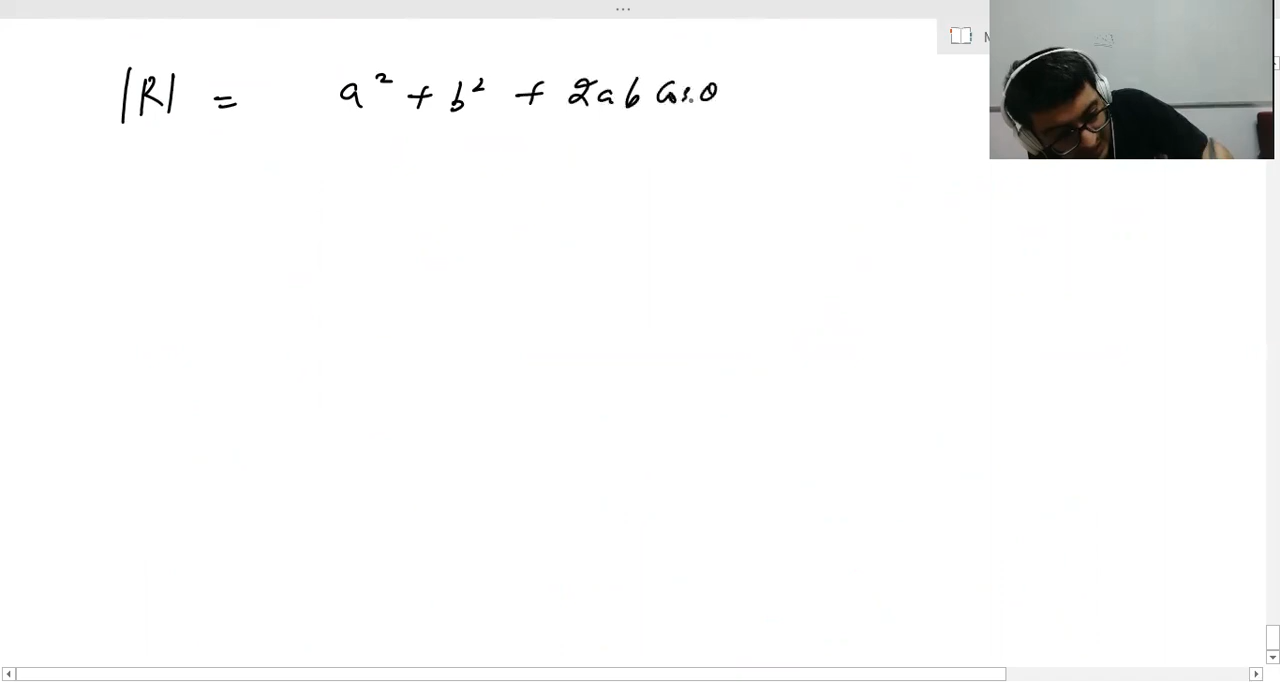 |R| = a² + b² + 2ab Cos θ